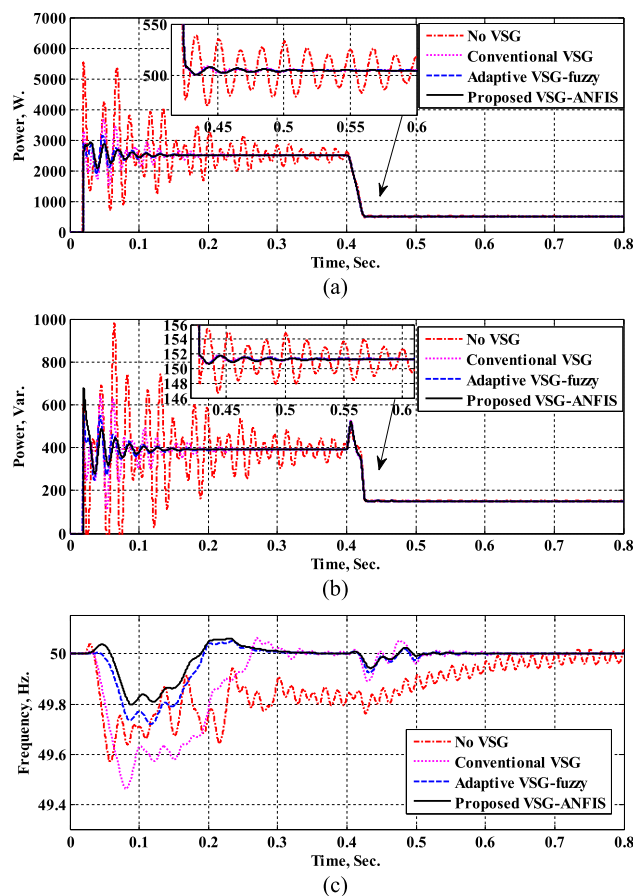 7000
6000
5000
4000
3000
2000
1000
0
Power, W.
550
500
0.45 0.5 0.55 0.6
No VSG
Conventional VSG
Adaptive VSG-fuzzy
Proposed VSG-ANFIS
0 0.1 0.2 0.3 0.4 0.5 0.6 0.7 0.8
Time, Sec.
(a)
1000
800
600
400
200
0
Power, Var.
156
154
152
150
148
146
0.45 0.5 0.55 0.6
No VSG
Conventional VSG
Adaptive VSG-fuzzy
Proposed VSG-ANFIS
0 0.1 0.2 0.3 0.4 0.5 0.6 0.7 0.8
Time, Sec.
(b)
50
49.8
49.6
49.4
Frequency, Hz.
No VSG
Conventional VSG
Adaptive VSG-fuzzy
Proposed VSG-ANFIS
0 0.1 0.2 0.3 0.4 0.5 0.6 0.7 0.8
Time, Sec.
(c)